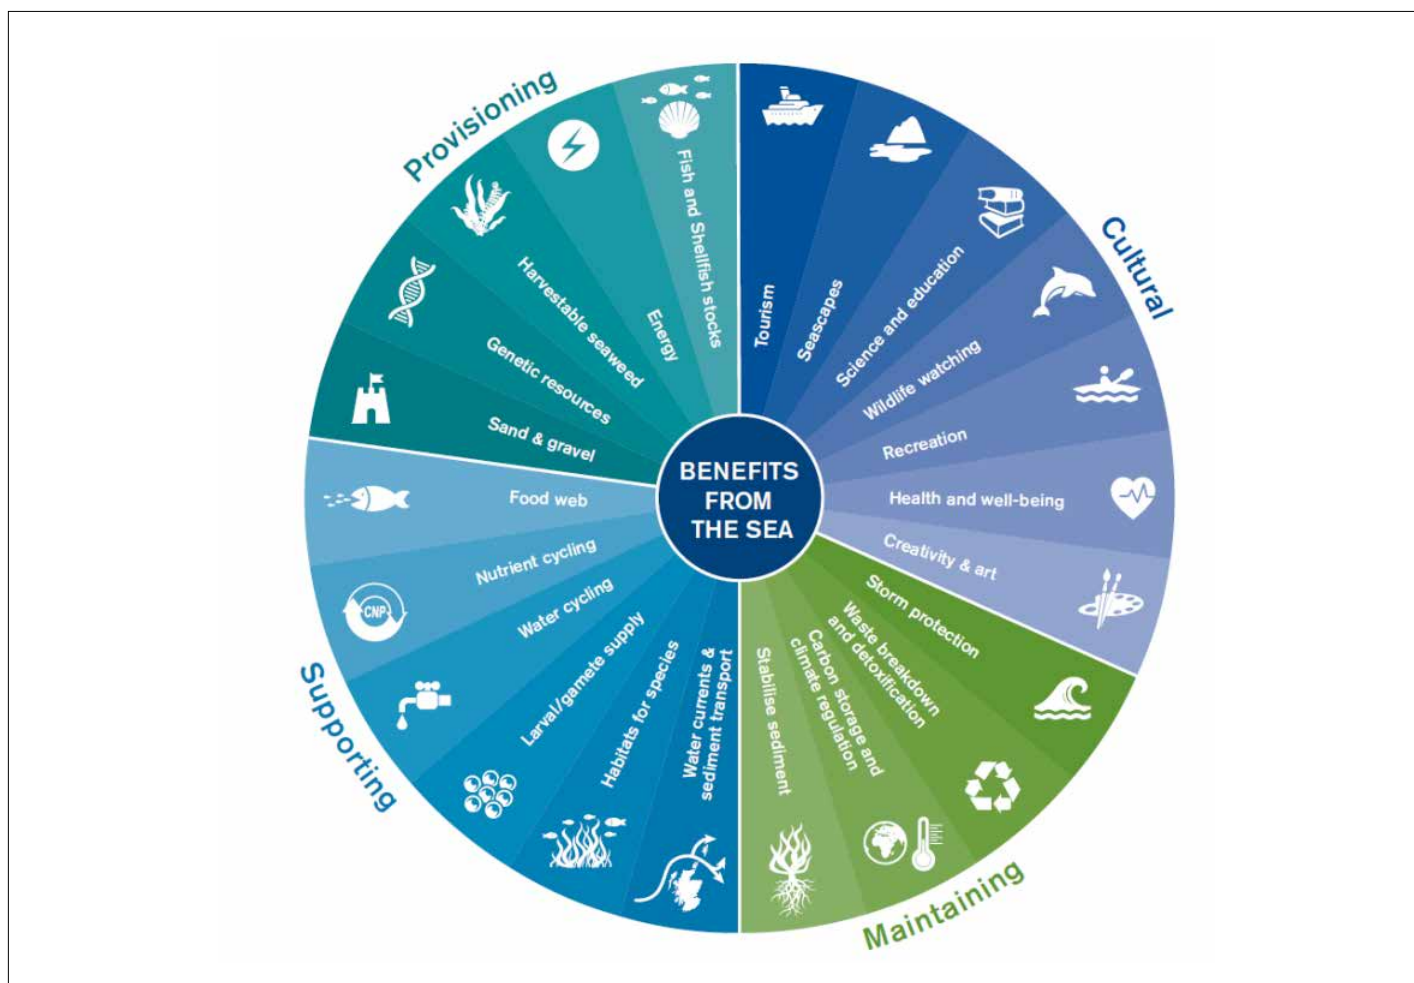 Provisioning
Cultural
Supporting
Maintaining
BENEFITS
FROM
THE SEA
Tourism
Seascapes
Science and education
Wildlife watching
Recreation
Health and well-being
Creativity & art
Storm protection
Waste breakdown
and detoxification
Carbon storage and
climate regulation
Stabilise sediment
Water currents &
sediment transport
Habitats for species
Larval/gamete supply
Water cycling
Nutrient cycling
CNP
Food web
Sand & gravel
Genetic resources
Harvestable seaweed
Energy
Fish and Shellfish stocks